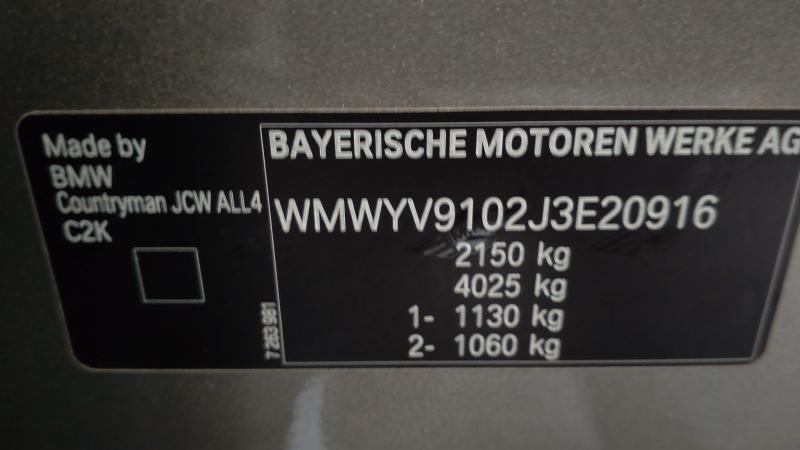 Made by
BMW
Countryman JCW ALL4
C2K
7 263 981
BAYERISCHE MOTOREN WERKE AG
WMWYV9102J3E20916
2150 kg
4025 kg
1- 1130 kg
2- 1060 kg